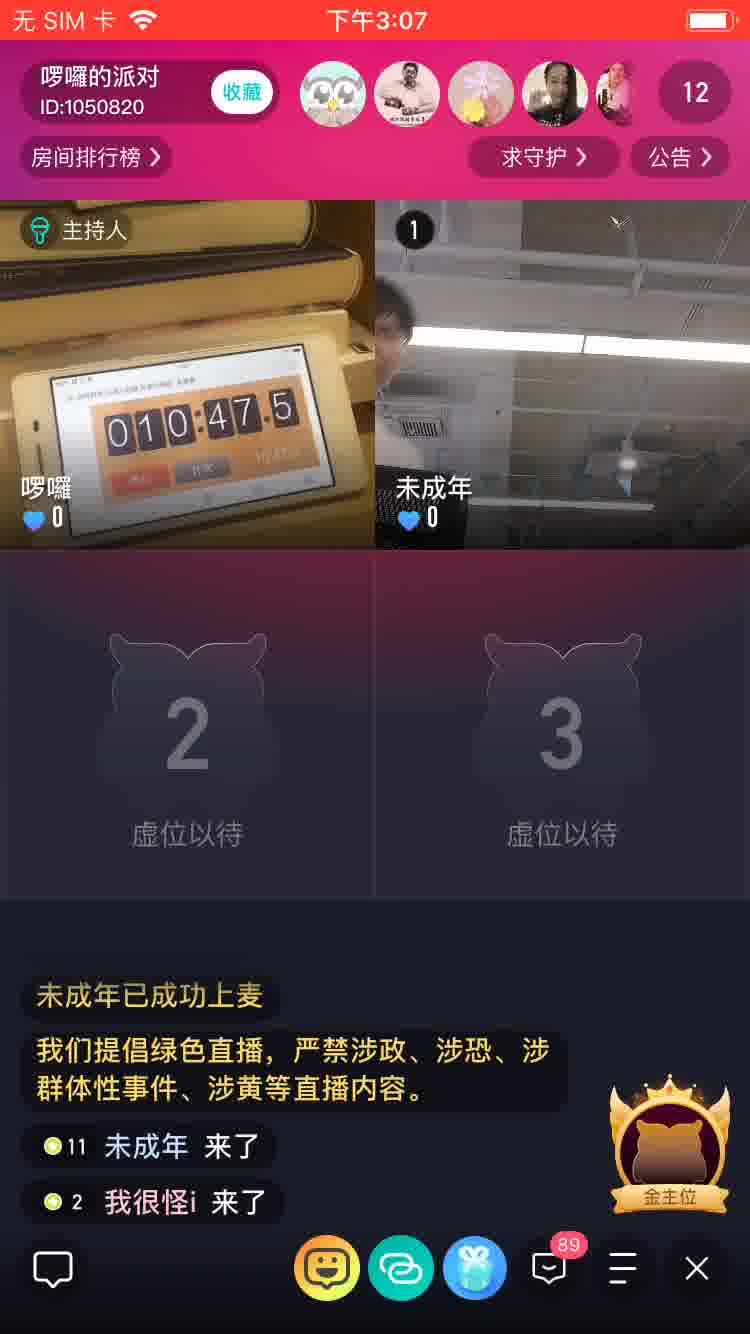 无 SIM 卡
下午3:07
啰囉的派对
ID:1050820
收藏
12
房间排行榜
求守护
公告
主持人
1
010:47.5
啰囉
0
未成年
0
2
虚位以待
3
虚位以待
未成年已成功上麦
我们提倡绿色直播，严禁涉政、涉恐、涉
群体性事件、涉黄等直播内容。
11 未成年 来了
2 我很怪i 来了
金主位
89